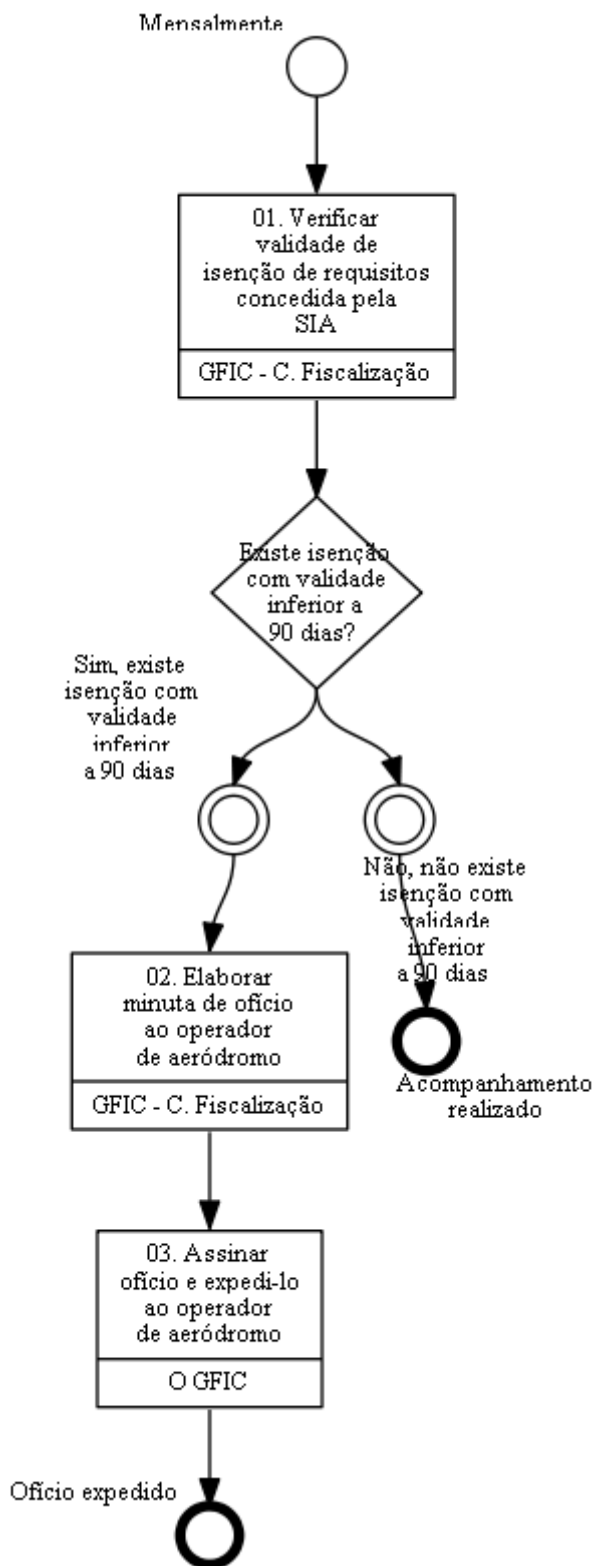 Mensalmente
01. Verificar
validade de
isenção de requisitos
concedida pela
SIA
GFIC - C. Fiscalização
Existe isenção
com validade
inferior a
90 dias?
Sim, existe
isenção com
validade
inferior
a 90 dias
Não, não existe
isenção com
validade
inferior
a 90 dias
02. Elaborar
minuta de ofício
ao operador
de aeródromo
GFIC - C. Fiscalização
Acompanhamento
realizado
03. Assinar
ofício e expedi-lo
ao operador
de aeródromo
O GFIC
Ofício expedido